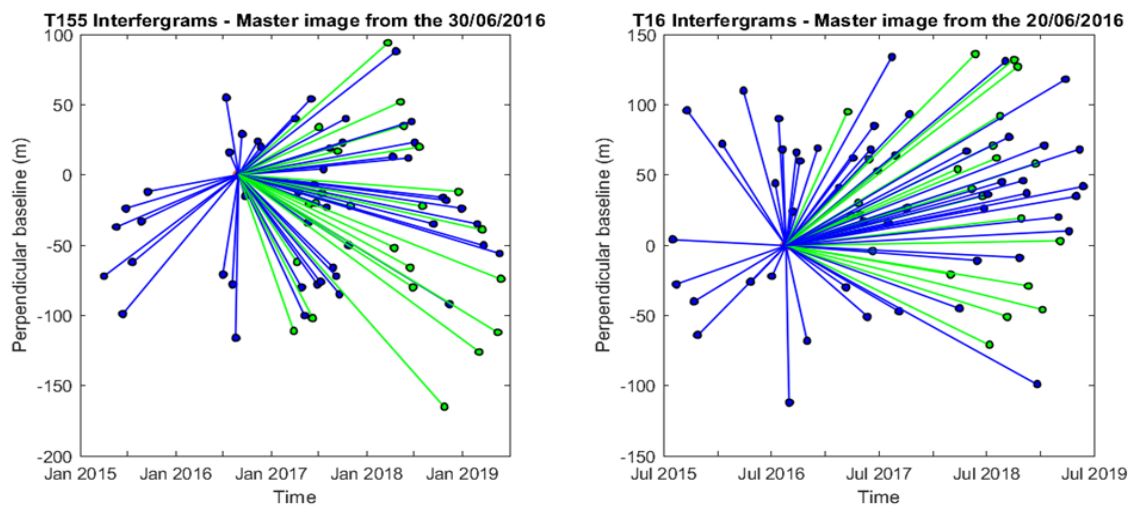 T155 Interfergrams - Master image from the 30/06/2016
Perpendicular baseline (m)
100
50
0
-50
-100
-150
-200
Jan 2015 Jan 2016 Jan 2017 Jan 2018 Jan 2019
Time
T16 Interfergrams - Master image from the 20/06/2016
Perpendicular baseline (m)
150
100
50
0
-50
-100
-150
Jul 2015 Jul 2016 Jul 2017 Jul 2018 Jul 2019
Time